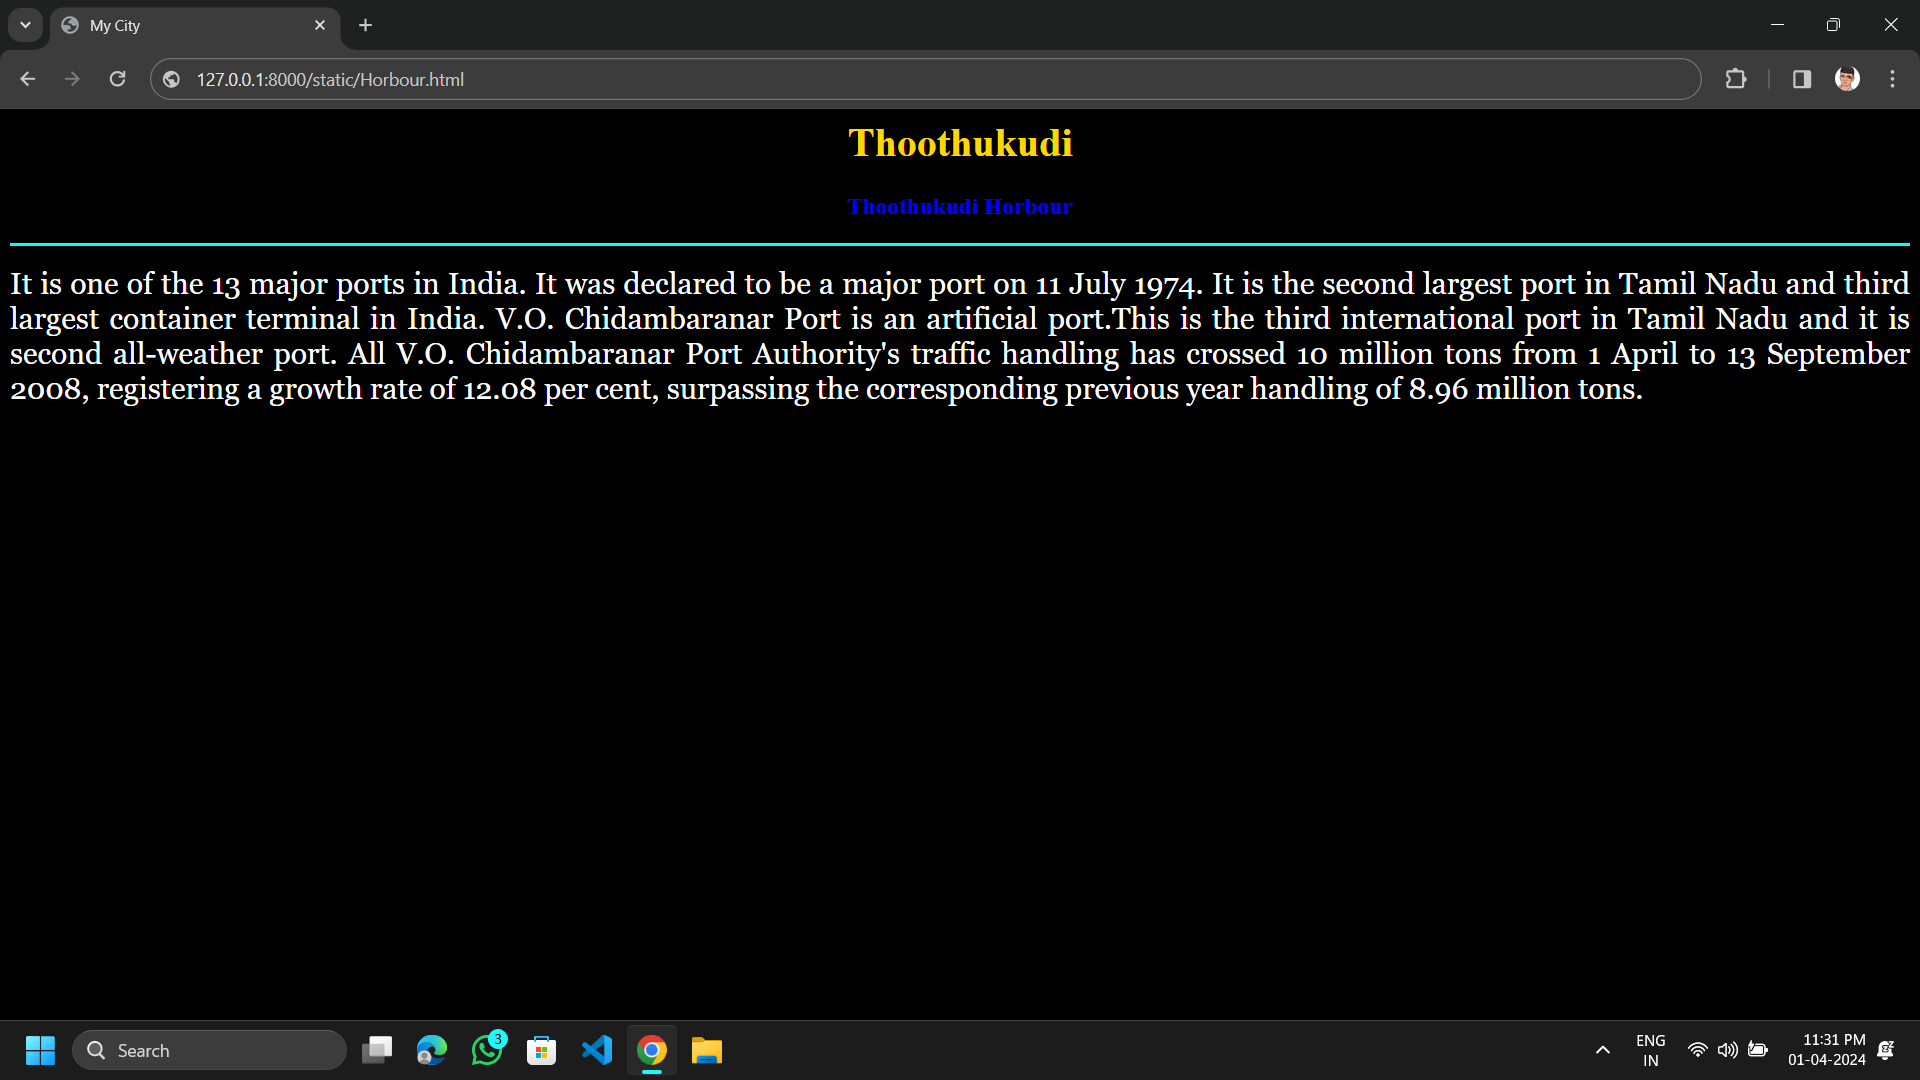 My City
127.0.0.1:8000/static/Horbour.html
Thoothukudi
Thoothukudi Horbour
It is one of the 13 major ports in India. It was declared to be a major port on 11 July 1974. It is the second largest port in Tamil Nadu and third
largest container terminal in India. V.O. Chidambaranar Port is an artificial port.This is the third international port in Tamil Nadu and it is
second all-weather port. All V.O. Chidambaranar Port Authority's traffic handling has crossed 10 million tons from 1 April to 13 September
2008, registering a growth rate of 12.08 per cent, surpassing the corresponding previous year handling of 8.96 million tons.
Search
3
ENG
IN
11:31 PM
01-04-2024